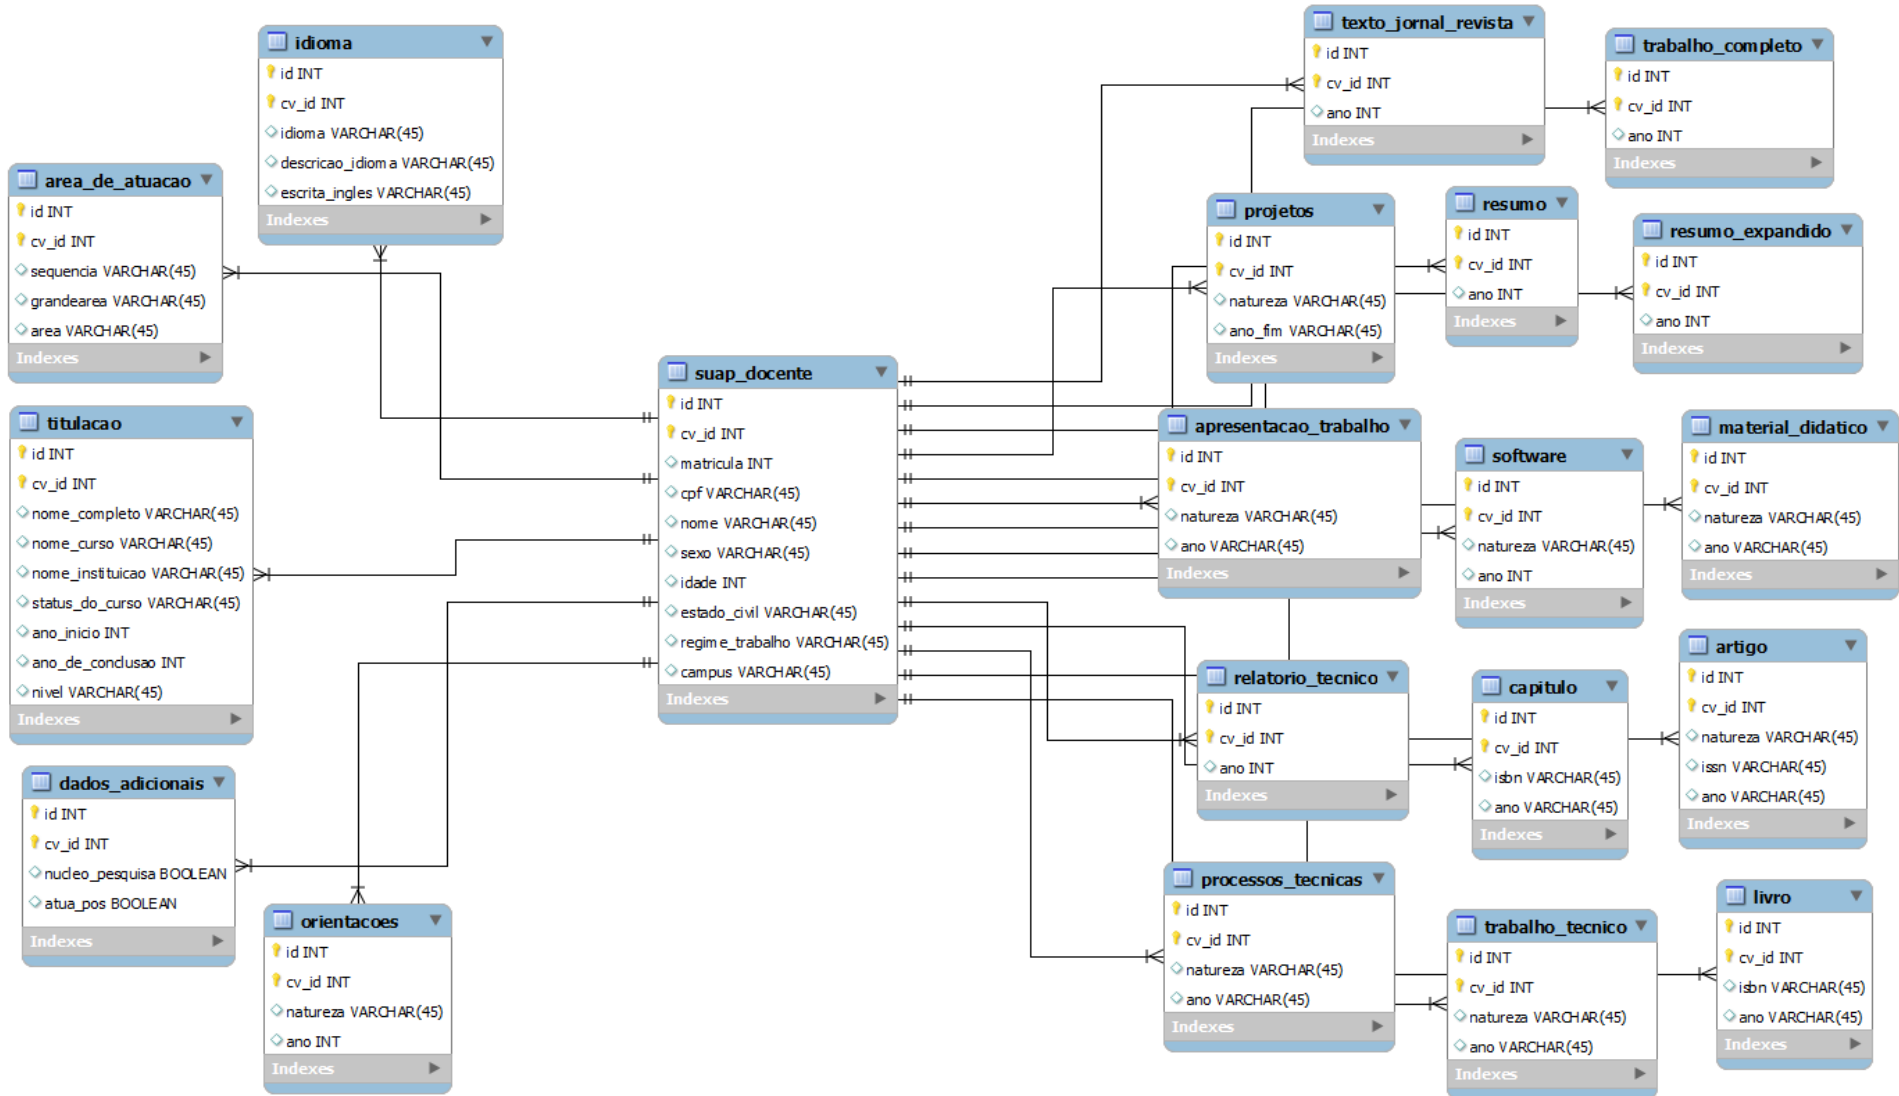 idioma
id INT
cv_id INT
idioma VARCHAR(45)
descricao_idioma VARCHAR(45)
escrita_ingles VARCHAR(45)
Indexes
area_de_atuacao
id INT
cv_id INT
sequencia VARCHAR(45)
grandearea VARCHAR(45)
area VARCHAR(45)
Indexes
titulacao
id INT
cv_id INT
nome_completo VARCHAR(45)
nome_curso VARCHAR(45)
nome_instituicao VARCHAR(45)
status_do_curso VARCHAR(45)
ano_inicio INT
ano_de_conclusao INT
nivel VARCHAR(45)
Indexes
dados_adicionais
id INT
cv_id INT
nucleo_pesquisa BOOLEAN
atua_pos BOOLEAN
Indexes
orientacoes
id INT
cv_id INT
natureza VARCHAR(45)
ano INT
Indexes
suap_docente
id INT
cv_id INT
matricula INT
cpf VARCHAR(45)
nome VARCHAR(45)
sexo VARCHAR(45)
idade INT
estado_civil VARCHAR(45)
regime_trabalho VARCHAR(45)
campus VARCHAR(45)
Indexes
texto_jornal_revista
id INT
cv_id INT
ano INT
Indexes
trabalho_completo
id INT
cv_id INT
ano INT
Indexes
projetos
id INT
cv_id INT
natureza VARCHAR(45)
ano_fim VARCHAR(45)
Indexes
resumo
id INT
cv_id INT
ano INT
Indexes
resumo_expandido
id INT
cv_id INT
ano INT
Indexes
apresentacao_trabalho
id INT
cv_id INT
natureza VARCHAR(45)
ano VARCHAR(45)
Indexes
software
id INT
cv_id INT
natureza VARCHAR(45)
ano INT
Indexes
material_didatico
id INT
cv_id INT
natureza VARCHAR(45)
ano VARCHAR(45)
Indexes
relatorio_tecnico
id INT
cv_id INT
ano INT
Indexes
capitulo
id INT
cv_id INT
isbn VARCHAR(45)
ano VARCHAR(45)
Indexes
artigo
id INT
cv_id INT
natureza VARCHAR(45)
issn VARCHAR(45)
ano VARCHAR(45)
Indexes
processos_tecnicas
id INT
cv_id INT
natureza VARCHAR(45)
ano VARCHAR(45)
Indexes
trabalho_tecnico
id INT
cv_id INT
natureza VARCHAR(45)
ano VARCHAR(45)
Indexes
livro
id INT
cv_id INT
isbn VARCHAR(45)
ano VARCHAR(45)
Indexes